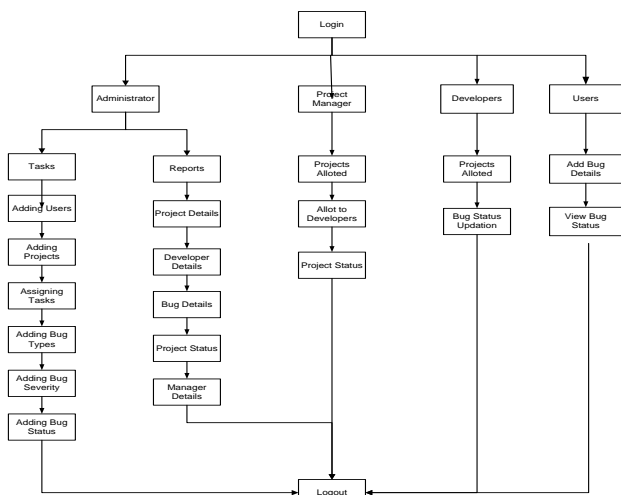 Login
Administrator
Project
Manager
Developers
Users
Tasks
Reports
Projects
Alloted
Projects
Alloted
Add Bug
Details
Adding Users
Project Details
Allot to
Developers
Bug Status
Updation
View Bug
Status
Adding
Projects
Developer
Details
Project Status
Assigning
Tasks
Bug Details
Adding Bug
Types
Project Status
Adding Bug
Severity
Manager
Details
Adding Bug
Status
Logout